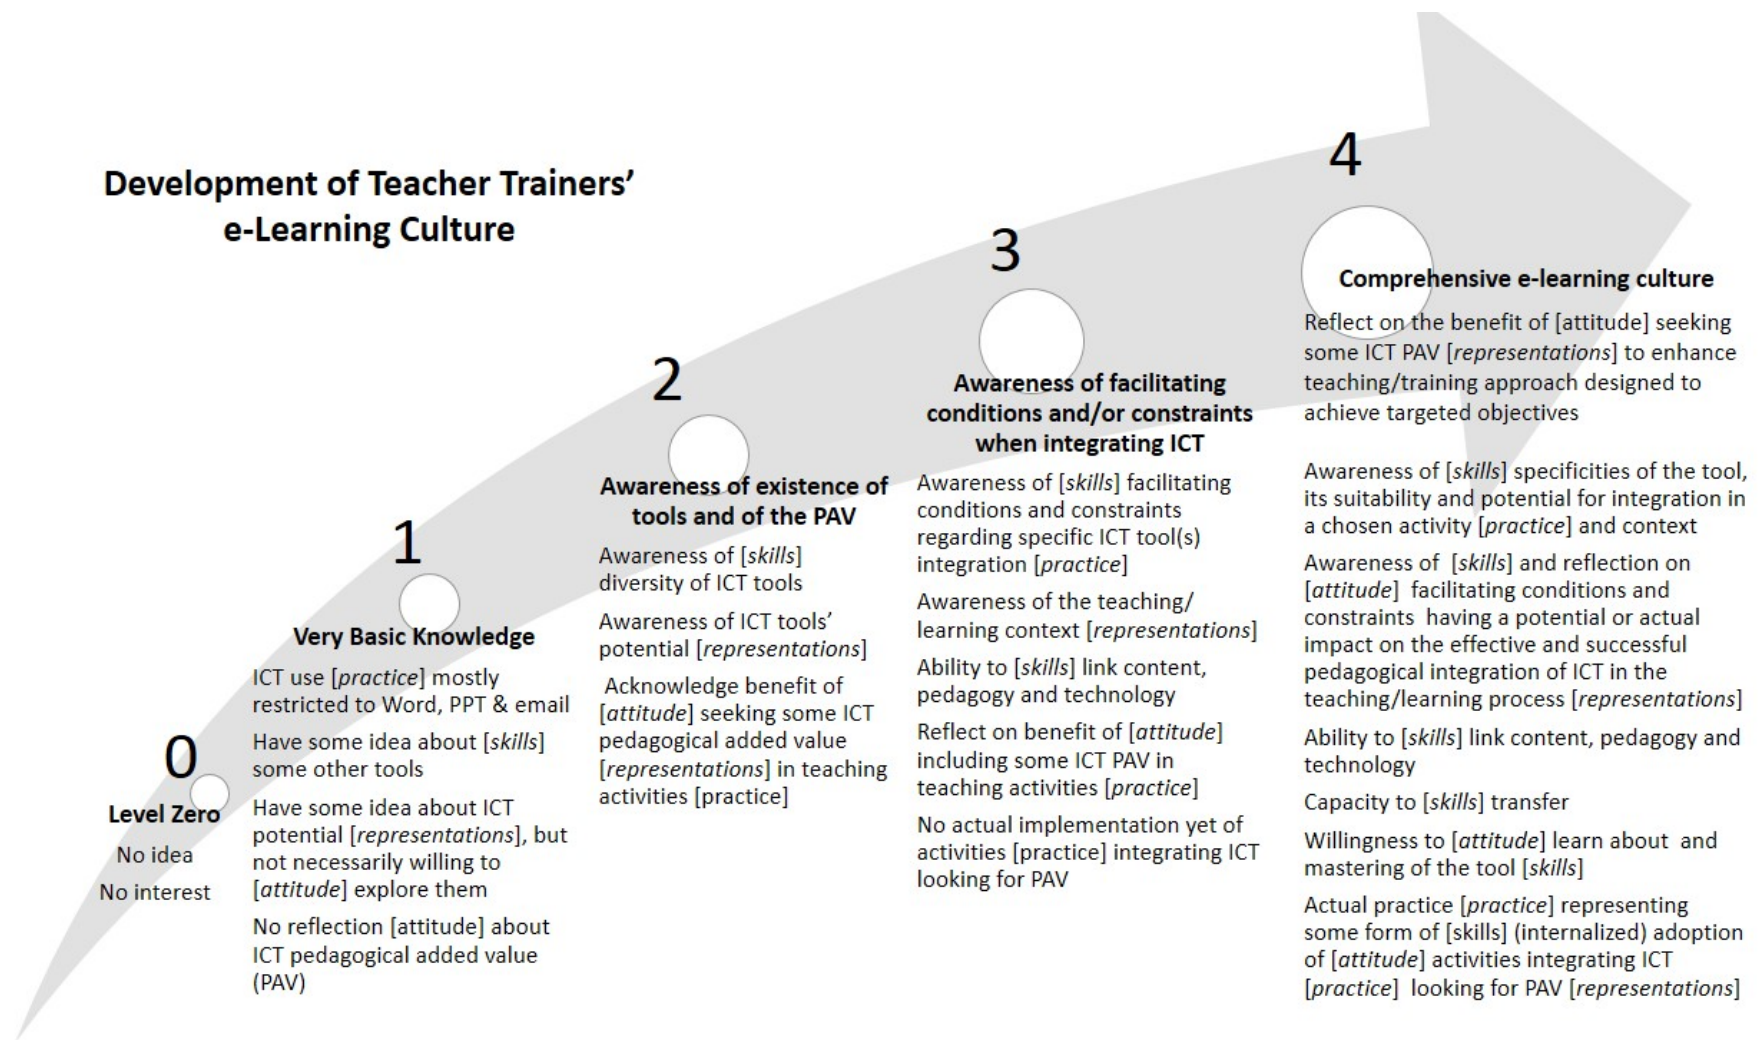 Development of Teacher Trainers’
e-Learning Culture
0
Level Zero
No idea
No interest
1
Very Basic Knowledge
ICT use [practice] mostly
restricted to Word, PPT & email
Have some idea about [skills]
some other tools
Have some idea about ICT
potential [representations], but
not necessarily willing to
[attitude] explore them
No reflection [attitude] about
ICT pedagogical added value
(PAV)
2
Awareness of existence of
tools and of the PAV
Awareness of [skills]
diversity of ICT tools
Awareness of ICT tools’
potential [representations]
Acknowledge benefit of
[attitude] seeking some ICT
pedagogical added value
[representations] in teaching
activities [practice]
3
Awareness of facilitating
conditions and/or constraints
when integrating ICT
Awareness of [skills] facilitating
conditions and constraints
regarding specific ICT tool(s)
integration [practice]
Awareness of the teaching/
learning context [representations]
Ability to [skills] link content,
pedagogy and technology
Reflect on benefit of [attitude]
including some ICT PAV in
teaching activities [practice]
No actual implementation yet of
activities [practice] integrating ICT
looking for PAV
4
Comprehensive e-learning culture
Reflect on the benefit of [attitude] seeking
some ICT PAV [representations] to enhance
teaching/training approach designed to
achieve targeted objectives
Awareness of [skills] specificities of the tool,
its suitability and potential for integration in
a chosen activity [practice] and context
Awareness of [skills] and reflection on
[attitude] facilitating conditions and
constraints having a potential or actual
impact on the effective and successful
pedagogical integration of ICT in the
teaching/learning process [representations]
Ability to [skills] link content, pedagogy and
technology
Capacity to [skills] transfer
Willingness to [attitude] learn about and
mastering of the tool [skills]
Actual practice [practice] representing
some form of [skills] (internalized) adoption
of [attitude] activities integrating ICT
[practice] looking for PAV [representations]